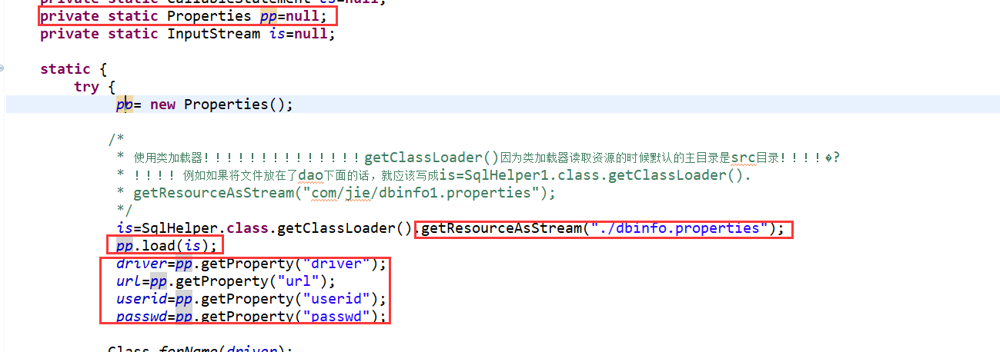 private static CallableStatement cs=null;
private static Properties pp=null;
private static InputStream is=null;
static {
try {
pp= new Properties();
/*
* 使用类加载器！！！！！！！！！！！！！！getClassLoader()因为类加载器读取资源的时候默认的主目录是src目录！！！！�?
* ！！！！ 例如如果将文件放在了dao下面的话，就应该写成is=SqlHelper1.class.getClassLoader().
* getResourceAsStream("com/jie/dbinfo1.properties");
*/
is=SqlHelper.class.getClassLoader().getResourceAsStream("./dbinfo.properties");
pp.load(is);
driver=pp.getProperty("driver");
url=pp.getProperty("url");
userid=pp.getProperty("userid");
passwd=pp.getProperty("passwd");
Class.forName(driver);